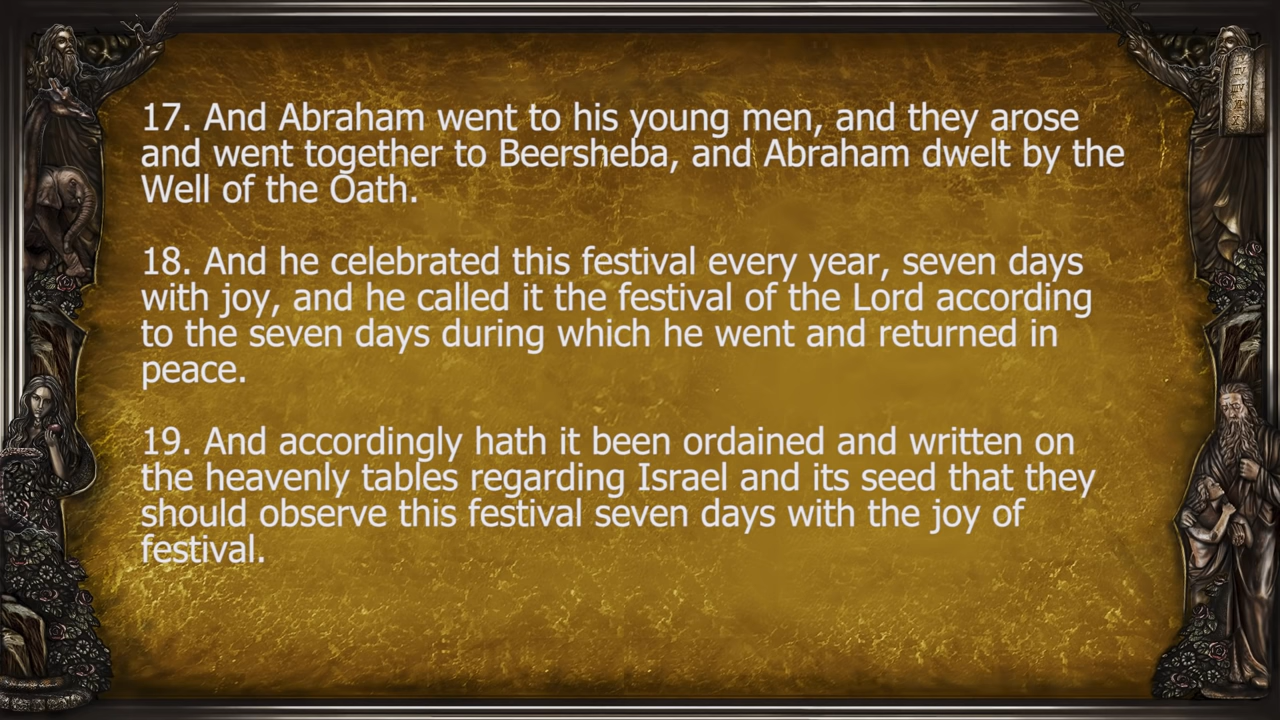 17. And Abraham went to his young men, and they arose
and went together to Beersheba, and Abraham dwelt by the
Well of the Oath.
18. And he celebrated this festival every year, seven days
with joy, and he called it the festival of the Lord according
to the seven days during which he went and returned in
peace.
19. And accordingly hath it been ordained and written on
the heavenly tables regarding Israel and its seed that they
should observe this festival seven days with the joy of
festival.